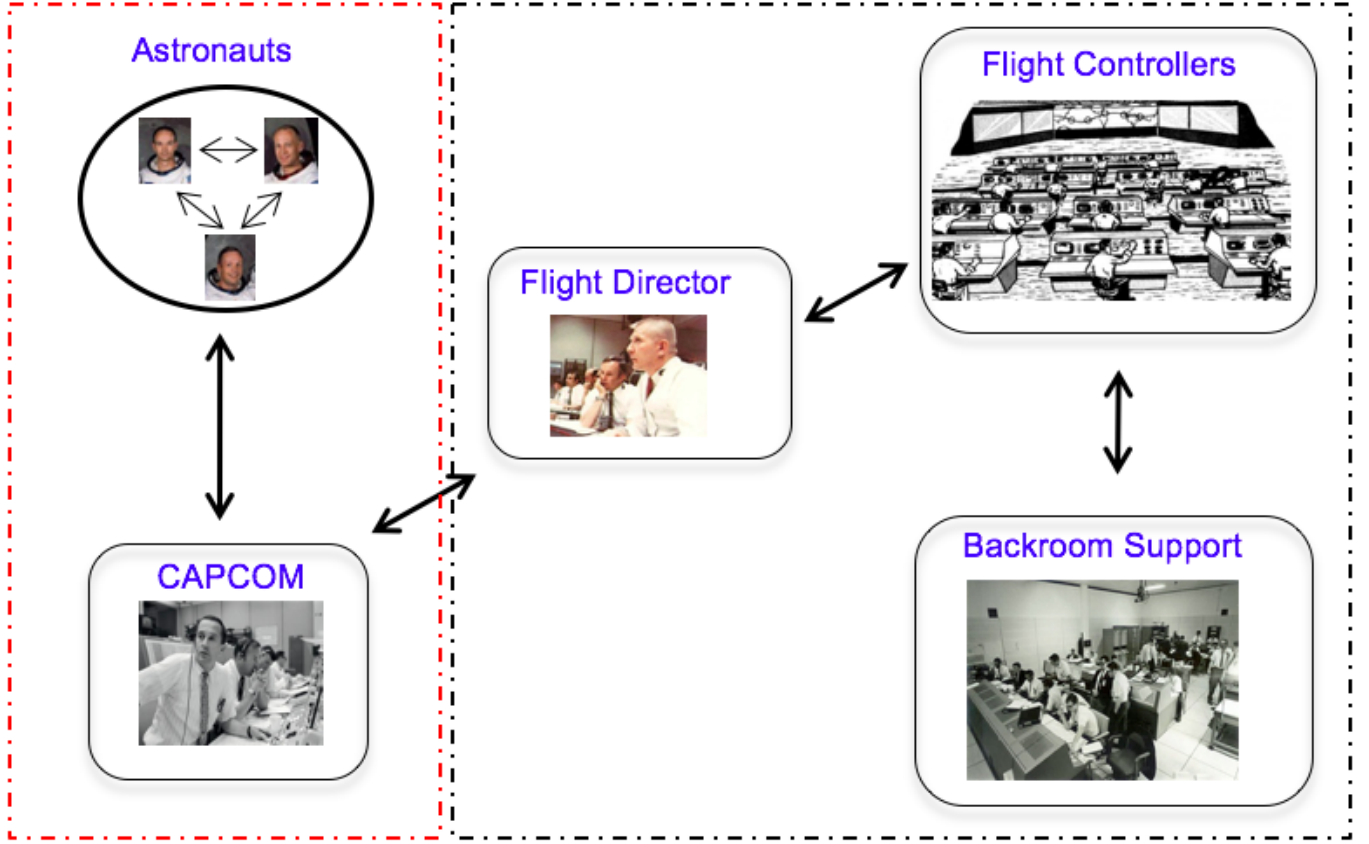 Astronauts
CAPCOM
Flight Director
Flight Controllers
Backroom Support